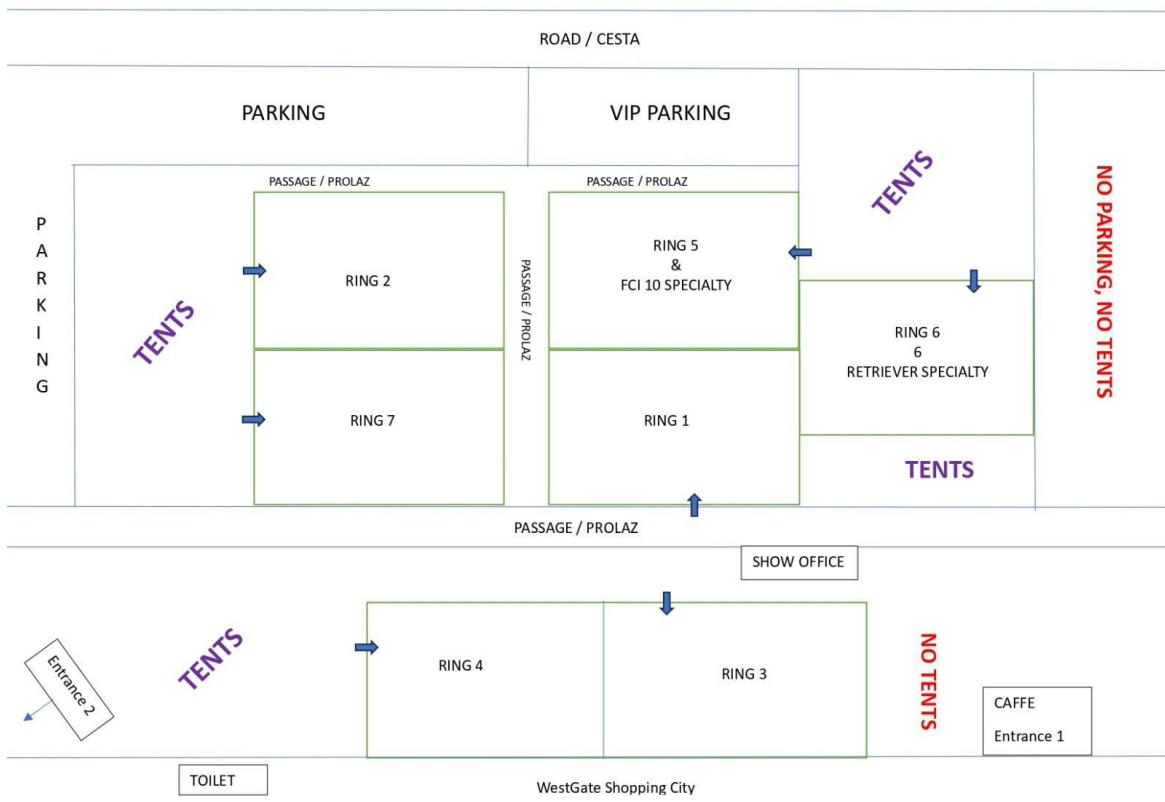 ROAD / CESTA
PARKING
VIP PARKING
PASSAGE / PROLAZ
PASSAGE / PROLAZ
TENTS
NO PARKING, NO TENTS
PARKING
TENTS
RING 2
PASSAGE / PROLAZ
RING 5
&
FCI 10 SPECIALTY
RING 6
6
RETRIEVER SPECIALTY
RING 7
RING 1
TENTS
PASSAGE / PROLAZ
SHOW OFFICE
TENTS
RING 4
RING 3
NO TENTS
Entrance 2
CAFFE
Entrance 1
TOILET
WestGate Shopping City